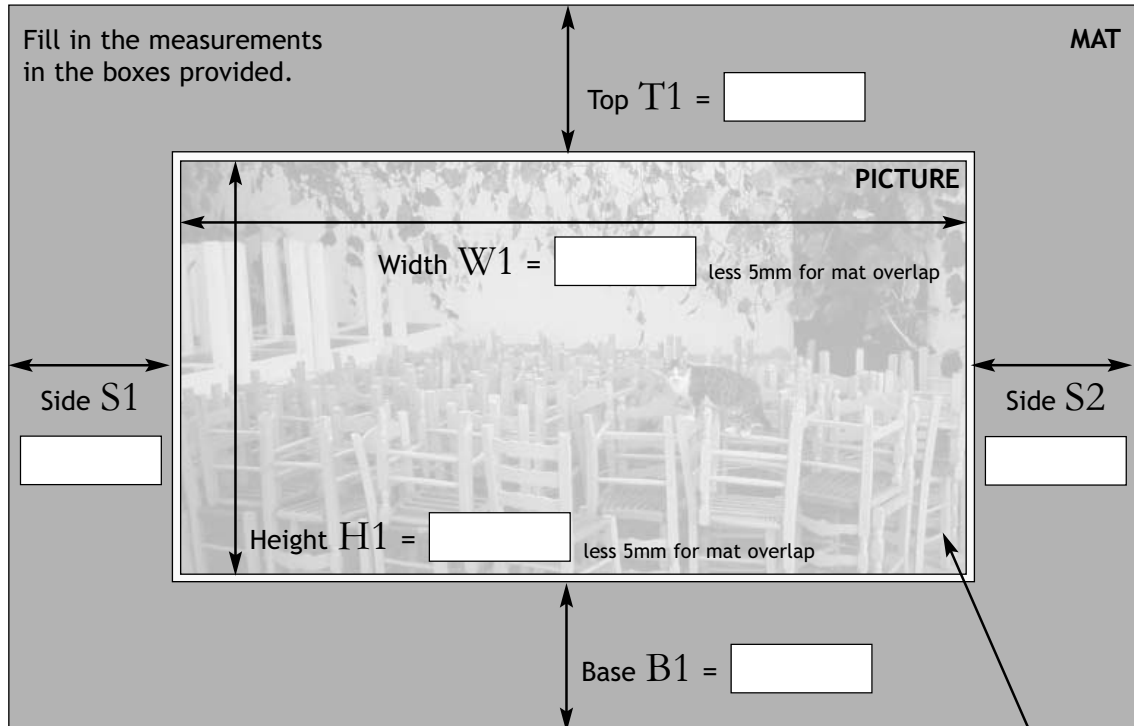 Fill in the measurements
in the boxes provided.
MAT
Top T1 =
PICTURE
Width W1 =
less 5mm for mat overlap
Side S1
Side S2
Height H1 =
less 5mm for mat overlap
Base B1 =